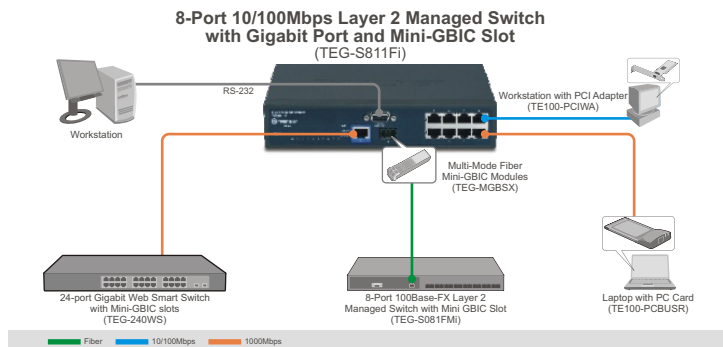 8-Port 10/100Mbps Layer 2 Managed Switch
with Gigabit Port and Mini-GBIC Slot
(TEG-S811Fi)
RS-232
Workstation
Workstation with PCI Adapter
(TE100-PCIWA)
Multi-Mode Fiber
Mini-GBIC Modules
(TEG-MGBSX)
24-port Gigabit Web Smart Switch
with Mini-GBIC slots
(TEG-240WS)
8-Port 100Base-FX Layer 2
Managed Switch with Mini GBIC Slot
(TEG-S081FMi)
Laptop with PC Card
(TE100-PCBUSR)
Fiber
10/100Mbps
1000Mbps